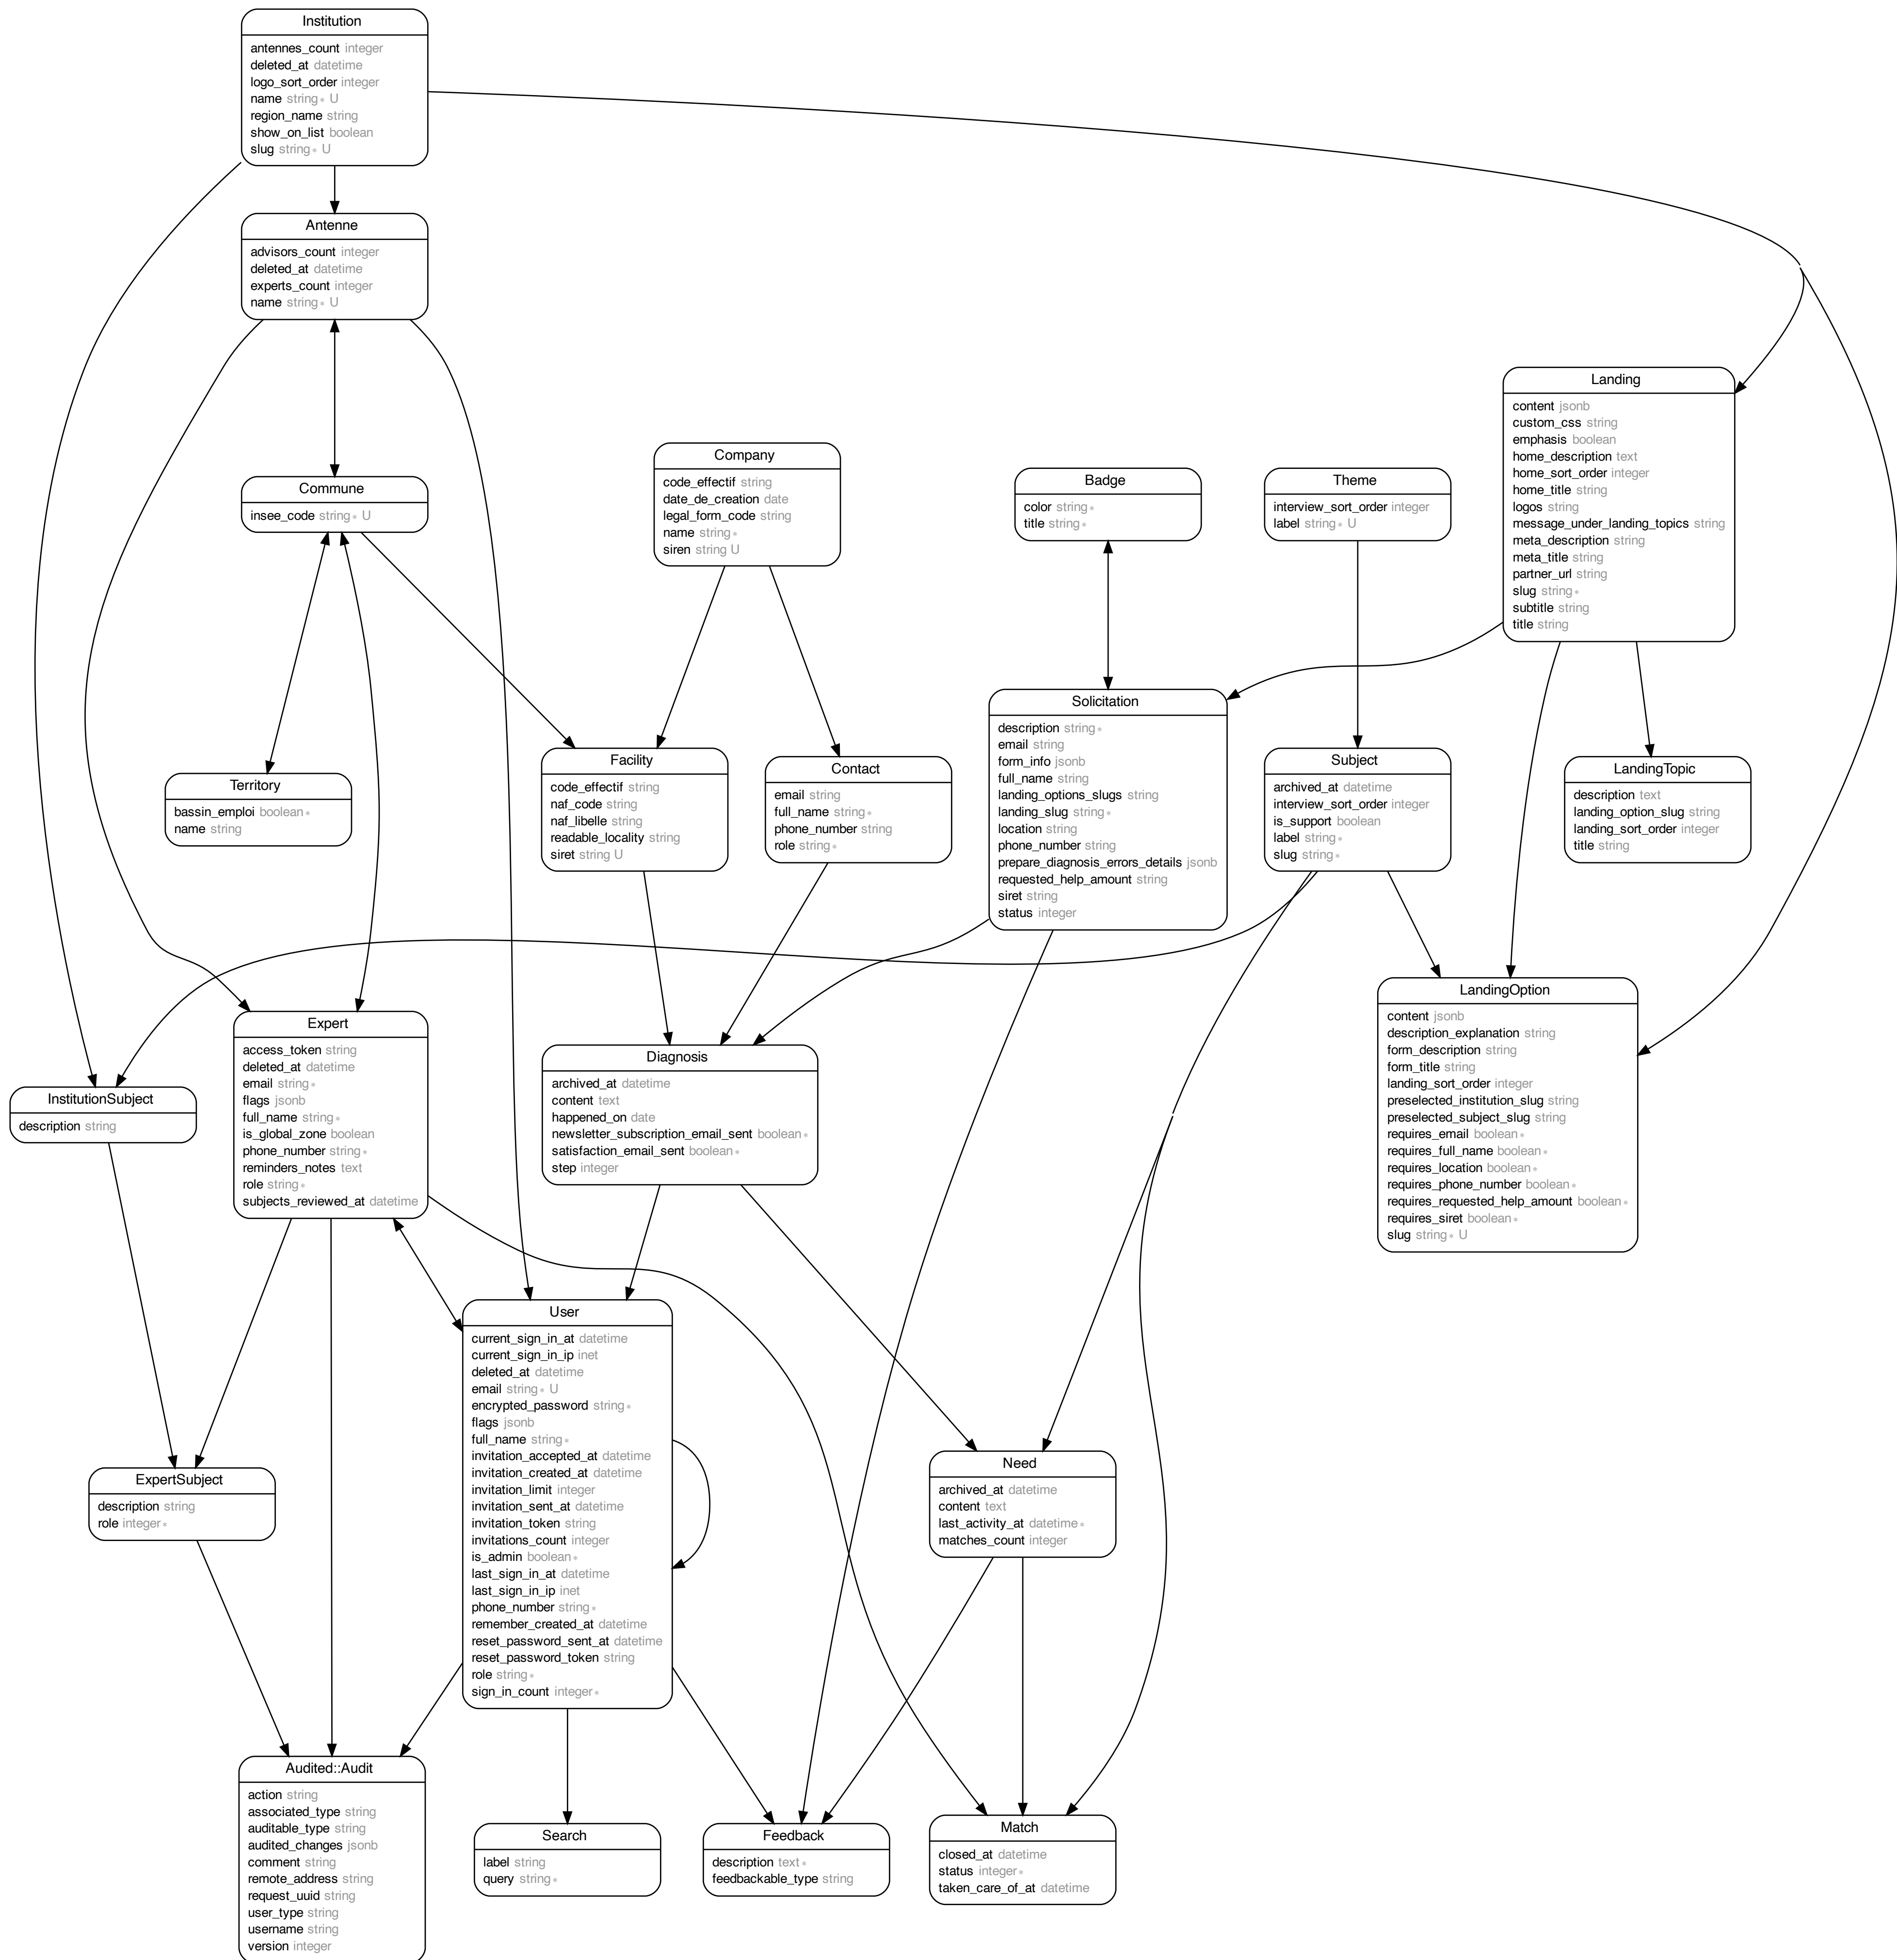 Institution
antennes_count integer
deleted_at datetime
logo_sort_order integer
name string* U
region_name string
show_on_list boolean
slug string* U
Antenne
advisors_count integer
deleted_at datetime
experts_count integer
name string* U
Landing
content jsonb
custom_css string
emphasis boolean
home_description text
home_sort_order integer
home_title string
logos string
message_under_landing_topics string
meta_description string
meta_title string
partner_url string
slug string*
subtitle string
title string
Company
code_effectif string
date_de_creation date
legal_form_code string
name string*
siren string U
Badge
color string*
title string*
Theme
interview_sort_order integer
label string* U
Commune
insee_code string* U
Solicitation
description string*
email string
form_info jsonb
full_name string
landing_options_slugs string
landing_slug string*
location string
phone_number string
prepare_diagnosis_errors_details jsonb
requested_help_amount string
siret string
status integer
Territory
bassin_emploi boolean*
name string
Facility
code_effectif string
naf_code string
naf_libelle string
readable_locality string
siret string U
Contact
email string
full_name string*
phone_number string
role string*
Subject
archived_at datetime
interview_sort_order integer
is_support boolean
label string*
slug string*
LandingTopic
description text
landing_option_slug string
landing_sort_order integer
title string
LandingOption
content jsonb
description_explanation string
form_description string
form_title string
landing_sort_order integer
preselected_institution_slug string
preselected_subject_slug string
requires_email boolean*
requires_full_name boolean*
requires_location boolean*
requires_phone_number boolean*
requires_requested_help_amount boolean*
requires_siret boolean*
slug string* U
Expert
access_token string
deleted_at datetime
email string*
flags jsonb
full_name string*
is_global_zone boolean
phone_number string*
reminders_notes text
role string*
subjects_reviewed_at datetime
Diagnosis
archived_at datetime
content text
happened_on date
newsletter_subscription_email_sent boolean*
satisfaction_email_sent boolean*
step integer
InstitutionSubject
description string
User
current_sign_in_at datetime
current_sign_in_ip inet
deleted_at datetime
email string* U
encrypted_password string*
flags jsonb
full_name string*
invitation_accepted_at datetime
invitation_created_at datetime
invitation_limit integer
invitation_sent_at datetime
invitation_token string
invitations_count integer
is_admin boolean*
last_sign_in_at datetime
last_sign_in_ip inet
phone_number string*
remember_created_at datetime
reset_password_sent_at datetime
reset_password_token string
role string*
sign_in_count integer*
Need
archived_at datetime
content text
last_activity_at datetime*
matches_count integer
ExpertSubject
description string
role integer*
Audited::Audit
action string
associated_type string
auditable_type string
audited_changes jsonb
comment string
remote_address string
request_uuid string
user_type string
username string
version integer
Search
label string
query string*
Feedback
description text*
feedbackable_type string
Match
closed_at datetime
status integer*
taken_care_of_at datetime